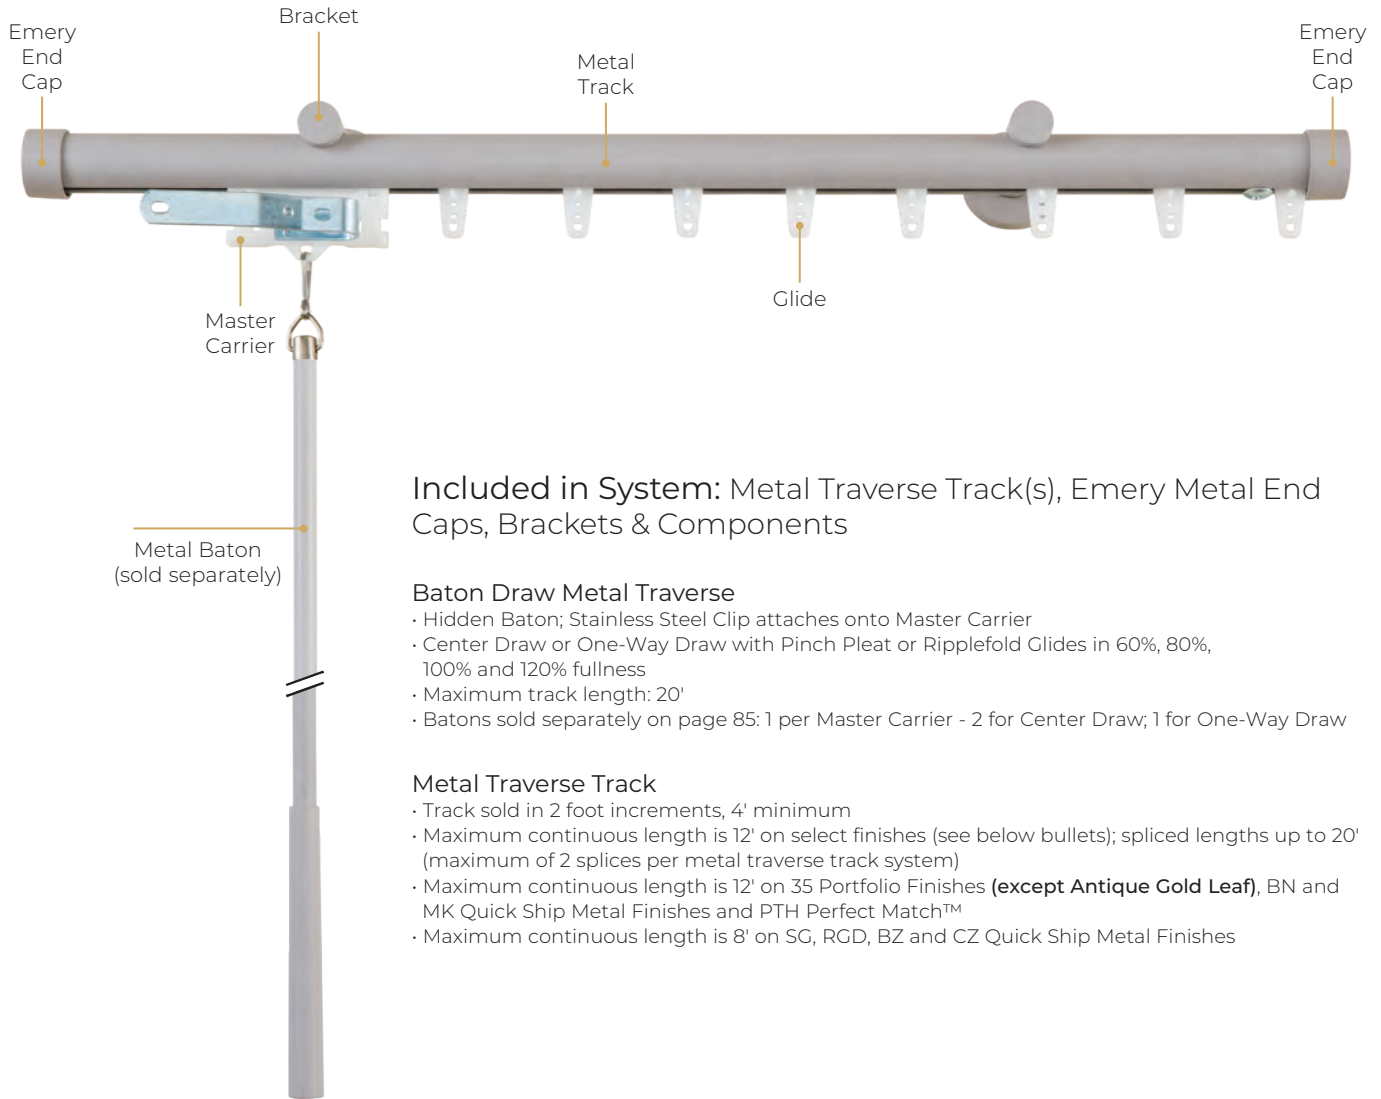 Bracket
Emery
End
Cap
Metal
Track
Emery
End
Cap
Glide
Master
Carrier
Metal Baton
(sold separately)
Included in System: Metal Traverse Track(s), Emery Metal End
Caps, Brackets & Components
Baton Draw Metal Traverse
• Hidden Baton; Stainless Steel Clip attaches onto Master Carrier
• Center Draw or One-Way Draw with Pinch Pleat or Ripplefold Glides in 60%, 80%,
100% and 120% fullness
• Maximum track length: 20'
• Batons sold separately on page 85: 1 per Master Carrier - 2 for Center Draw; 1 for One-Way Draw
Metal Traverse Track
• Track sold in 2 foot increments, 4' minimum
• Maximum continuous length is 12' on select finishes (see below bullets); spliced lengths up to 20'
(maximum of 2 splices per metal traverse track system)
• Maximum continuous length is 12' on 35 Portfolio Finishes (except Antique Gold Leaf), BN and
MK Quick Ship Metal Finishes and PTH Perfect Match™
• Maximum continuous length is 8' on SG, RGD, BZ and CZ Quick Ship Metal Finishes